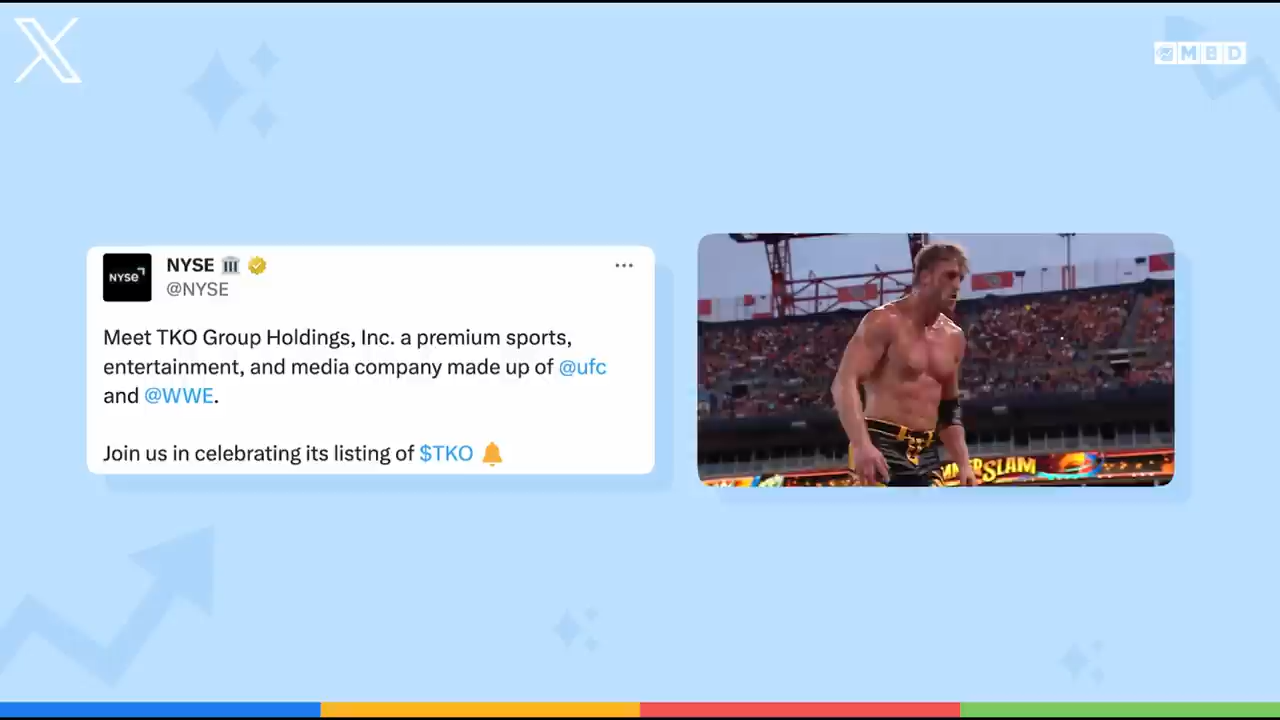 MBD
NYSE
@NYSE
NYSE
Meet TKO Group Holdings, Inc. a premium sports,
entertainment, and media company made up of @ufc
and @WWE.
Join us in celebrating its listing of $TKO
MERSLAM